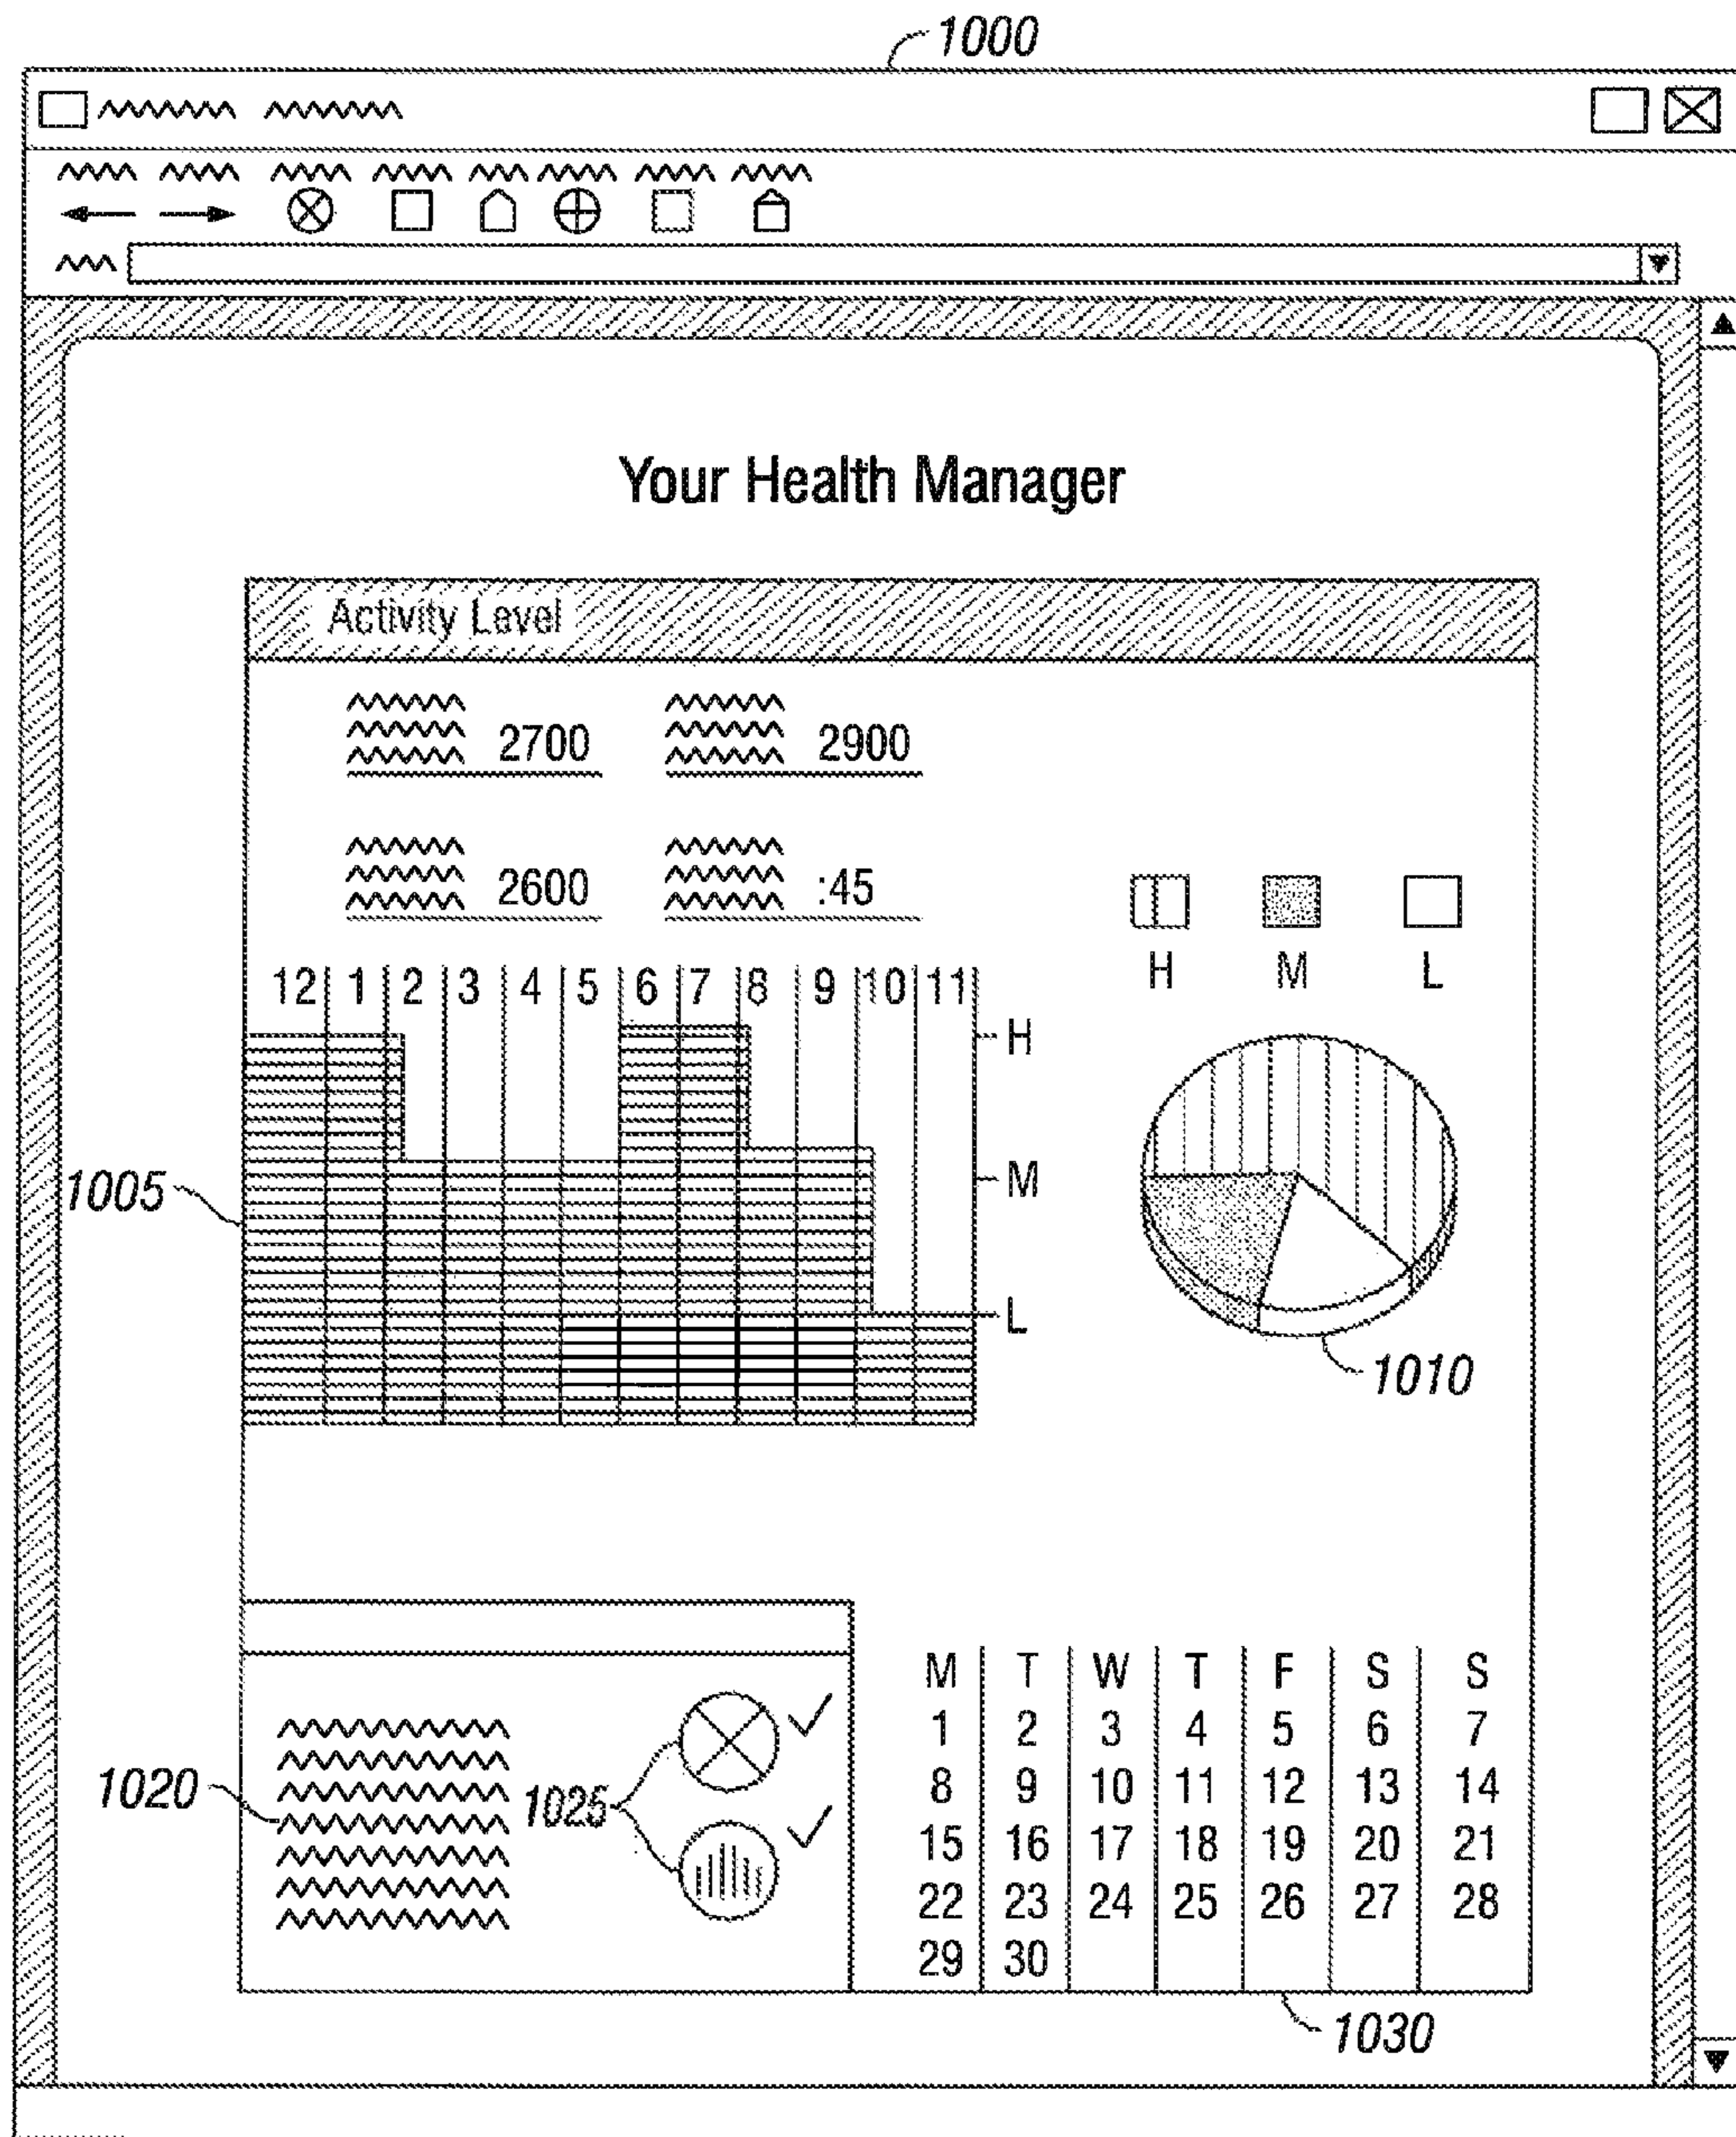 1000
Your Health Manager
Activity Level
2700 2900
2600 :45
H M L
12 1 2 3 4 5 6 7 8 9 10 11
H
M
L
1005
1010
M T W T F S S
1 2 3 4 5 6 7
8 9 10 11 12 13 14
15 16 17 18 19 20 21
22 23 24 25 26 27 28
29 30
1020
1025
1030